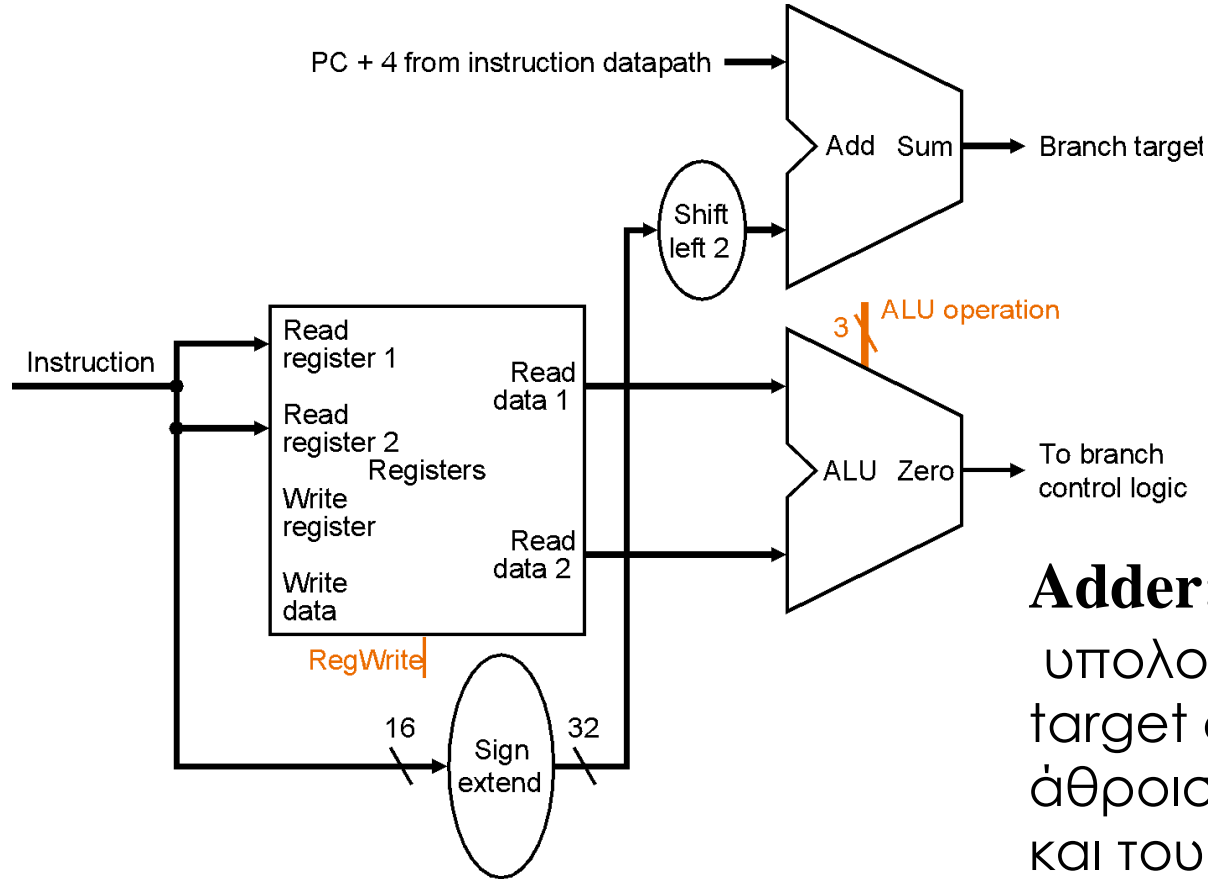 PC + 4 from instruction datapath
Add Sum
Branch target
Shift
left 2
3
ALU operation
Instruction
Read
register 1
Read
data 1
Read
register 2
Registers
ALU Zero
To branch
control logic
Write
register
Read
data 2
Write
data
RegWrite
16
Sign
extend
32
Adder:
υπολο
target
άθροισ
και του